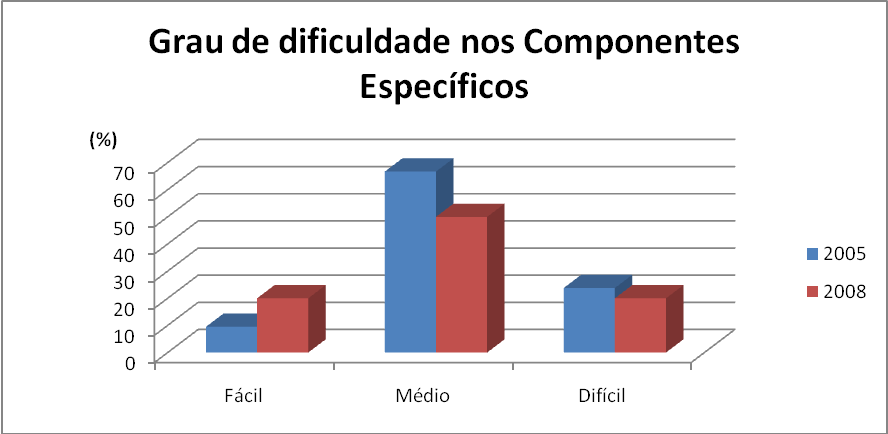 Grau de dificuldade nos Componentes
Específicos
(%)
70
60
50
40
30
20
10
0
Fácil
Médio
Difícil
2005
2008